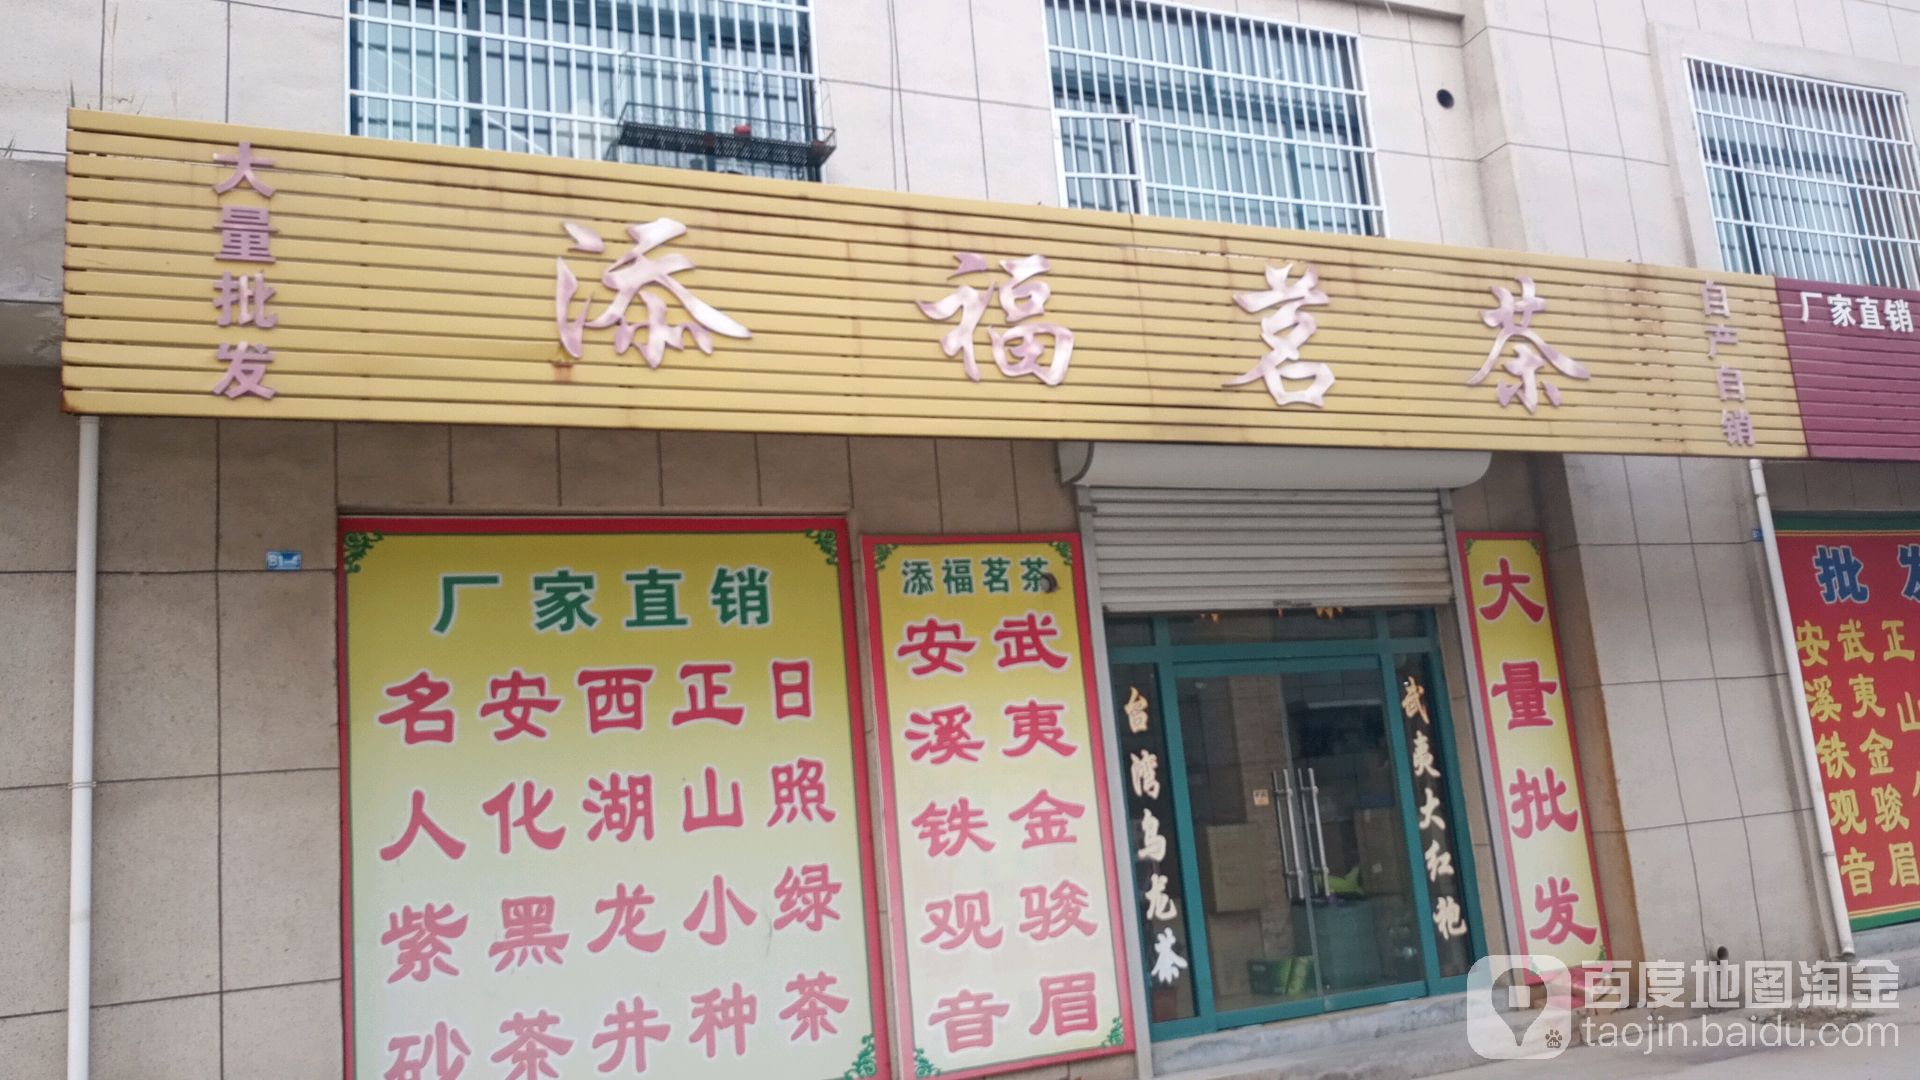 大量批发
添福茗茶
自产自销
厂家直销
B1-4
厂家直销
日照绿茶
正山小种
西湖龙井
安化黑茶
名人紫砂
添福茗茶
武夷金骏眉
安溪铁观音
台湾乌龙茶
武夷大红袍
大量批发
批发
正山小
武夷金骏眉
安溪铁观音
百度地图淘金
taojin.baidu.com